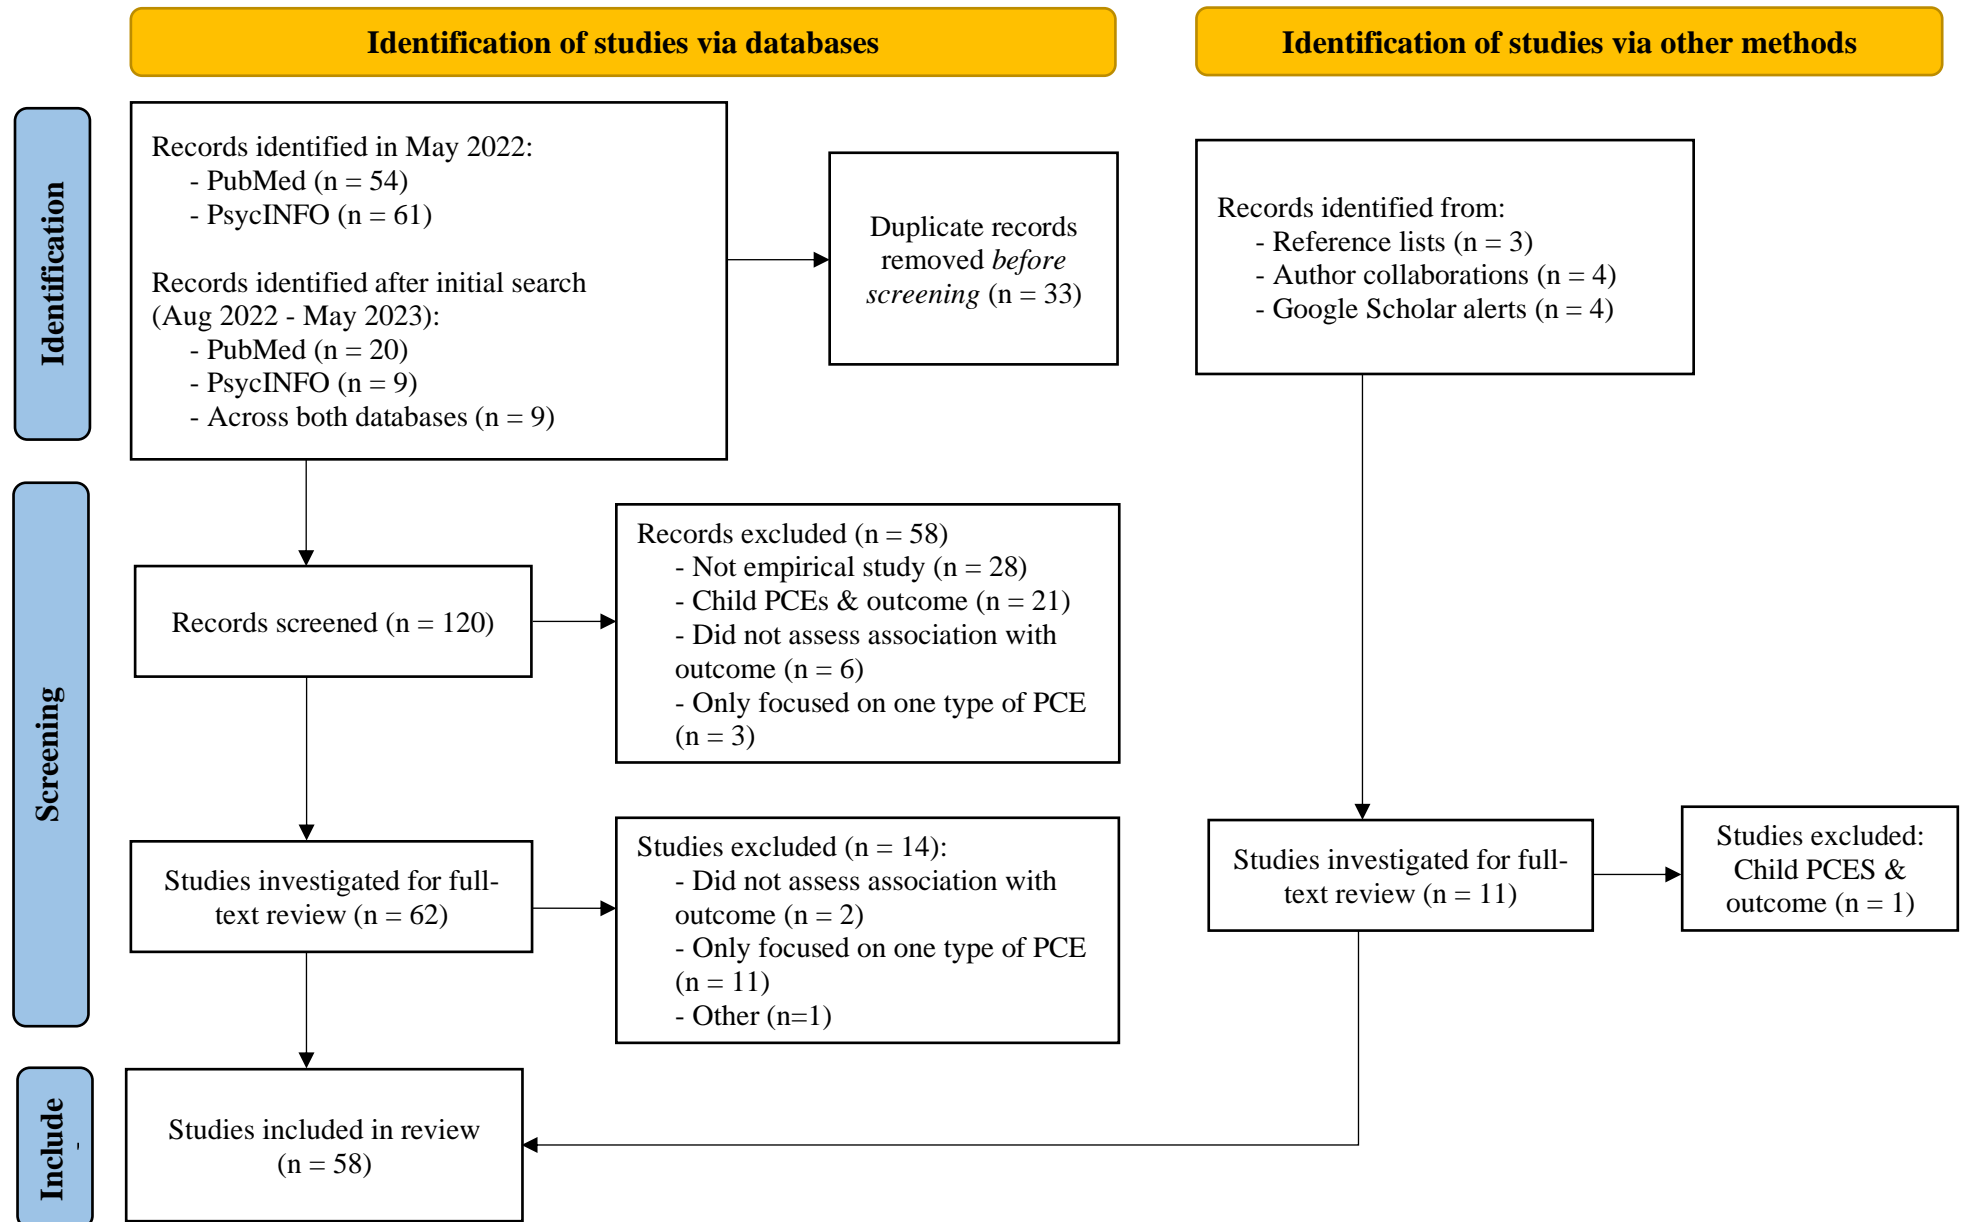 Identification of studies via databases
Identification of studies via other methods
Identification
Records identified in May 2022:
- PubMed (n = 54)
- PsycINFO (n = 61)
Records identified after initial search
(Aug 2022 - May 2023):
- PubMed (n = 20)
- PsycINFO (n = 9)
- Across both databases (n = 9)
Duplicate records
removed before
screening (n = 33)
Records identified from:
- Reference lists (n = 3)
- Author collaborations (n = 4)
- Google Scholar alerts (n = 4)
Screening
Records screened (n = 120)
Records excluded (n = 58)
- Not empirical study (n = 28)
- Child PCEs & outcome (n = 21)
- Did not assess association with
outcome (n = 6)
- Only focused on one type of PCE
(n = 3)
Studies investigated for full-
text review (n = 62)
Studies excluded (n = 14):
- Did not assess association with
outcome (n = 2)
- Only focused on one type of PCE
(n = 11)
- Other (n=1)
Studies investigated for full-
text review (n = 11)
Studies excluded:
Child PCES &
outcome (n = 1)
Include
Studies included in review
(n = 58)